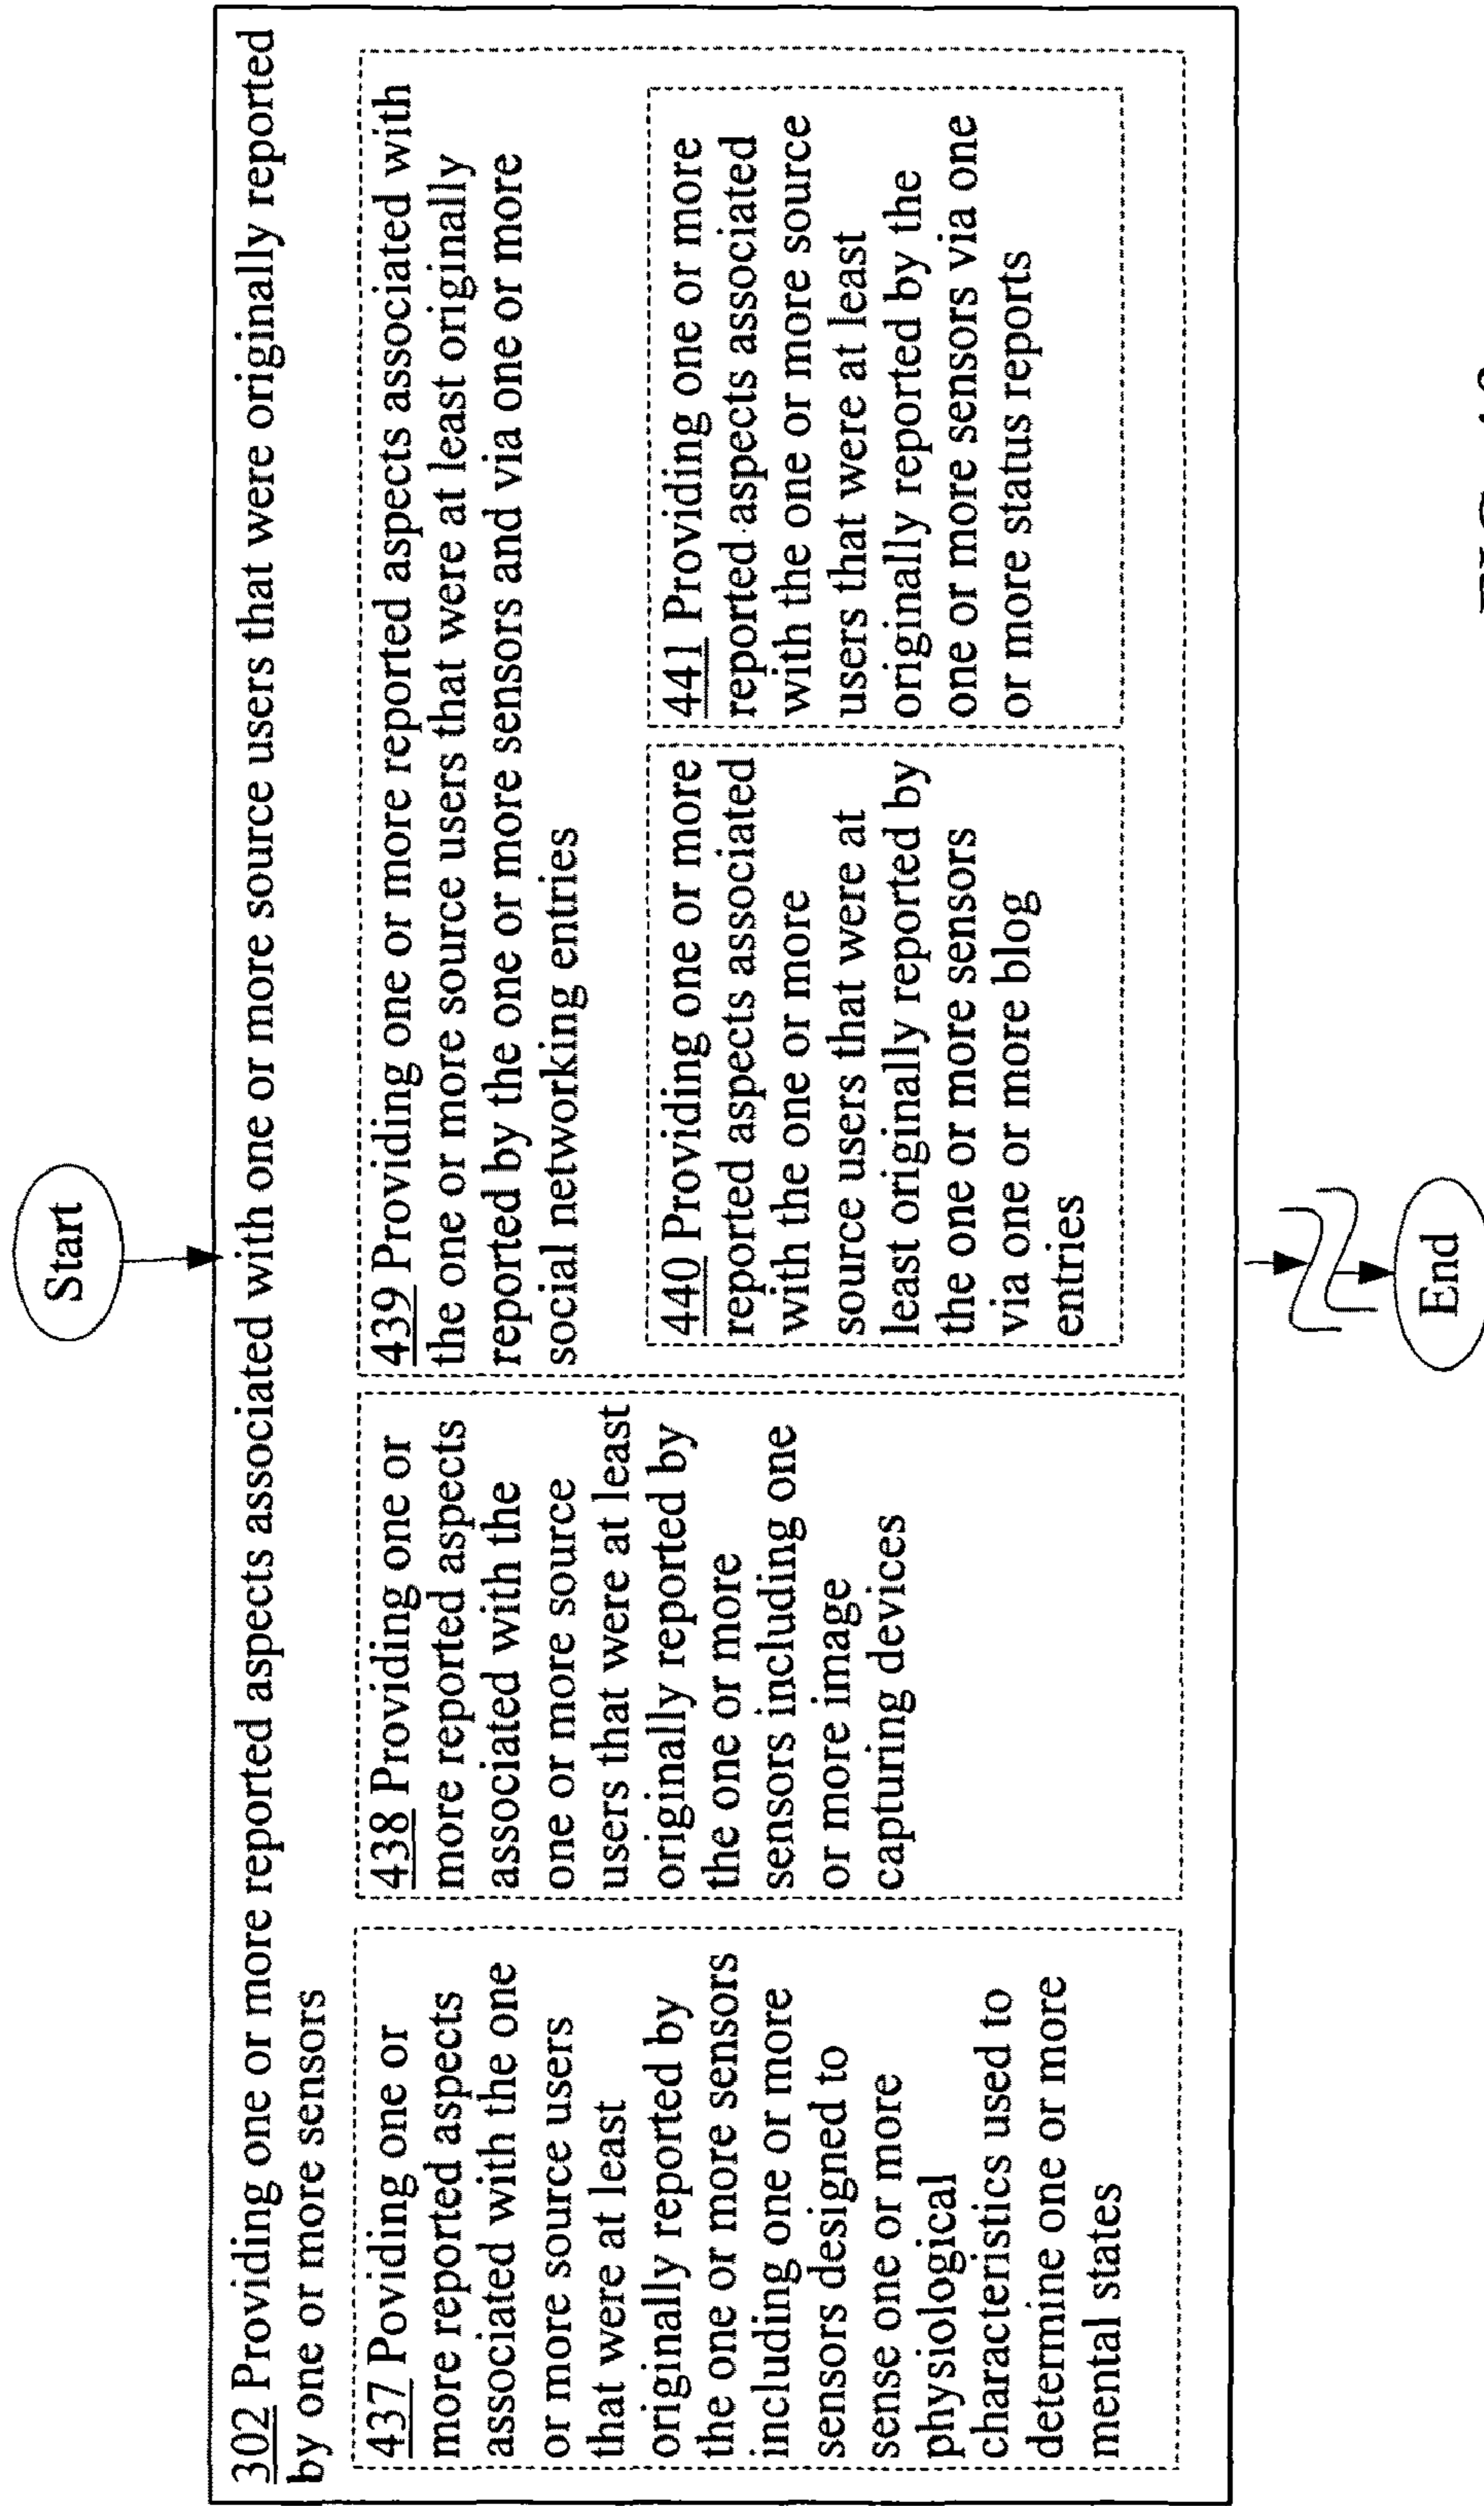 Start
302 Providing one or more reported aspects associated with one or more source users that were originally reported
by one or more sensors
437 Poviding one or
more reported aspects
associated with the one
or more source users
that were at least
originally reported by
the one or more sensors
including one or more
sensors designed to
sense one or more
physiological
characteristics used to
determine one or more
mental states
438 Providing one or
more reported aspects
associated with the
one or more source
users that were at least
originally reported by
the one or more
sensors including one
or more image
capturing devices
439 Providing one or more reported aspects associated with
the one or more source users that were at least originally
reported by the one or more sensors and via one or more
social networking entries
440 Providing one or more
reported aspects associated
with the one or more
source users that were at
least originally reported by
the one or more sensors
via one or more blog
entries
441 Providing one or more
reported aspects associated
with the one or more source
users that were at least
originally reported by the
one or more sensors via one
or more status reports
End